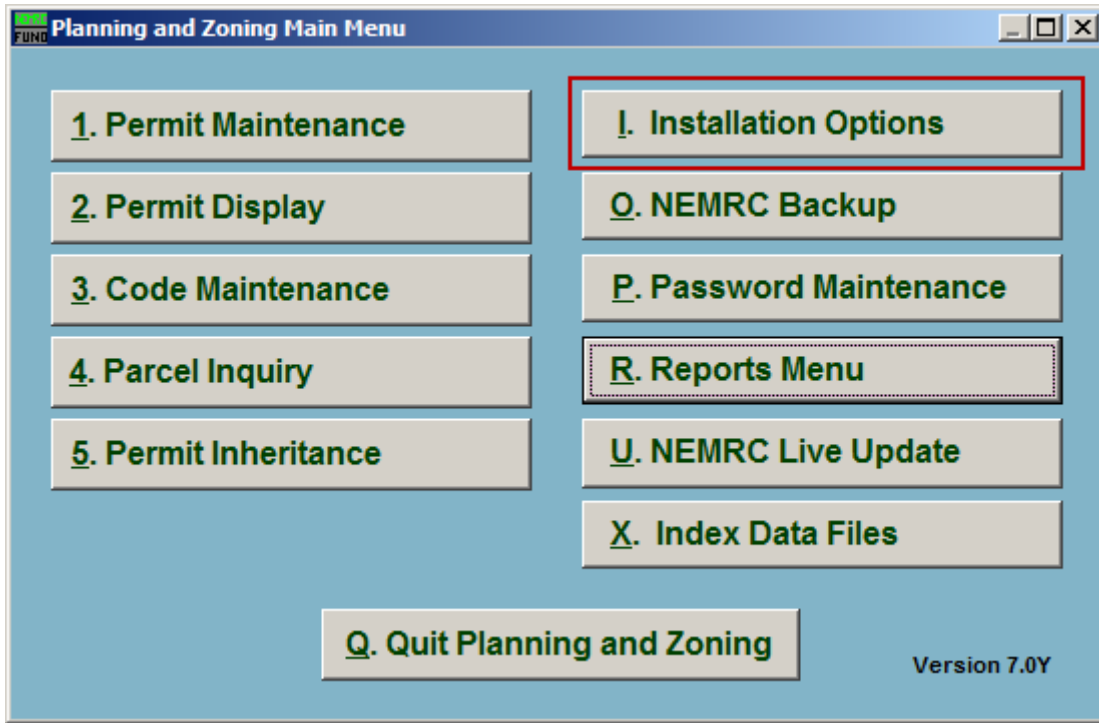 NEMRC
FUND
Planning and Zoning Main Menu
1. Permit Maintenance
2. Permit Display
3. Code Maintenance
4. Parcel Inquiry
5. Permit Inheritance
I. Installation Options
O. NEMRC Backup
P. Password Maintenance
R. Reports Menu
U. NEMRC Live Update
X. Index Data Files
Q. Quit Planning and Zoning
Version 7.0Y